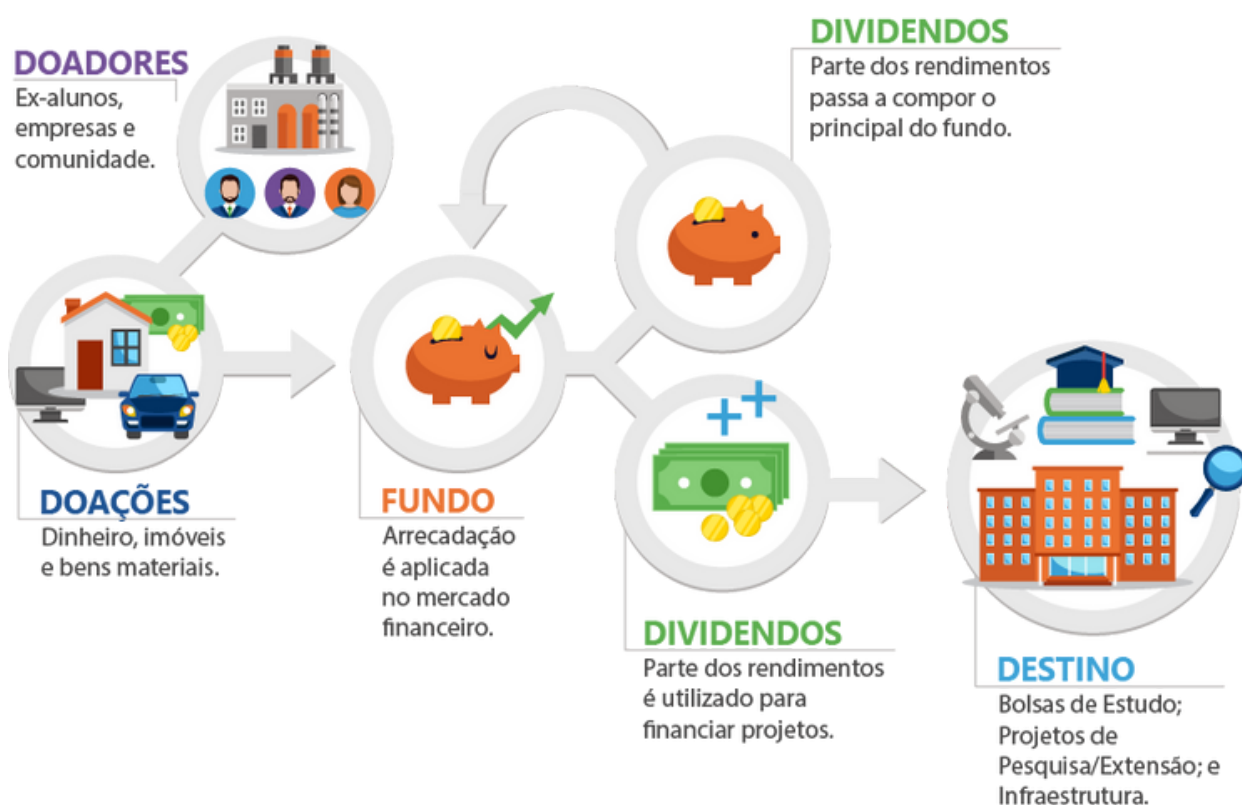 DOADORES
Ex-alunos,
empresas e
comunidade.
DOAÇÕES
Dinheiro, imóveis
e bens materiais.
FUNDO
Arrecadação
é aplicada
no mercado
financeiro.
DIVIDENDOS
Parte dos rendimentos
passa a compor o
principal do fundo.
DIVIDENDOS
Parte dos rendimentos
é utilizado para
financiar projetos.
DESTINO
Bolsas de Estudo;
Projetos de
Pesquisa/Extensão; e
Infraestrutura.